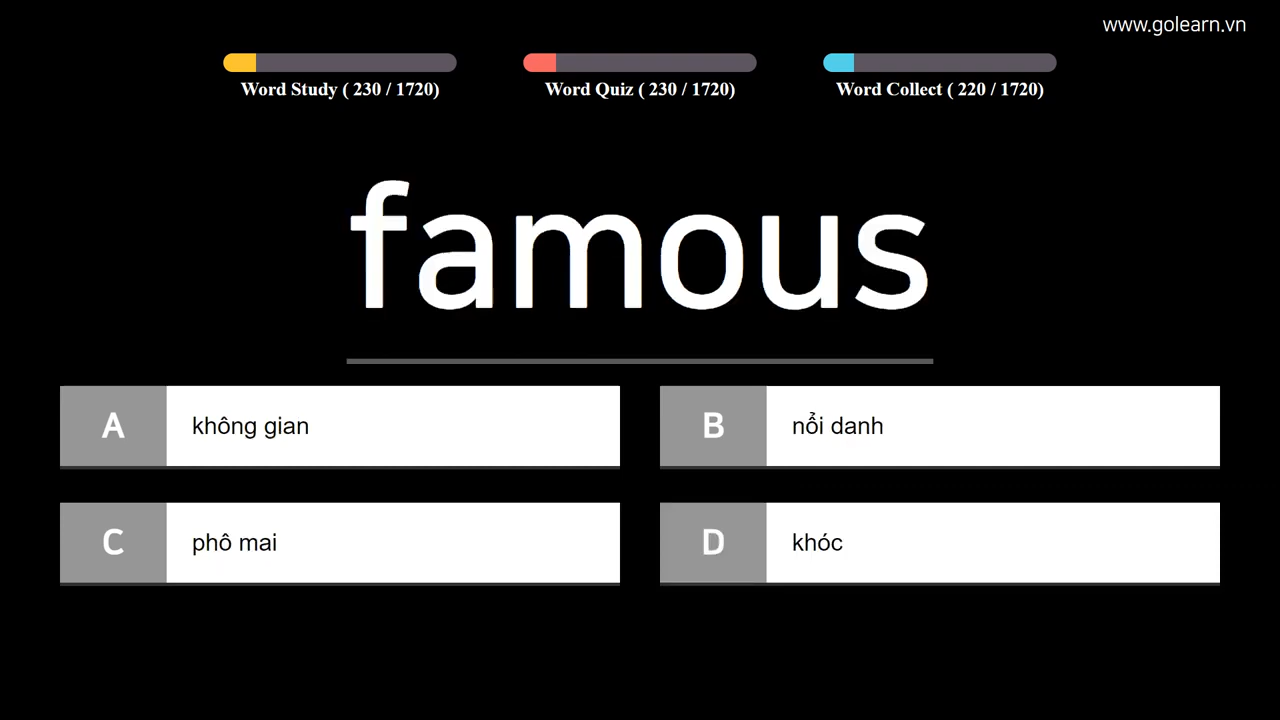 www.golearn.vn
Word Study ( 230 / 1720)
Word Quiz ( 230 / 1720)
Word Collect ( 220 / 1720)
famous
A không gian
B nổi danh
C phô mai
D khóc